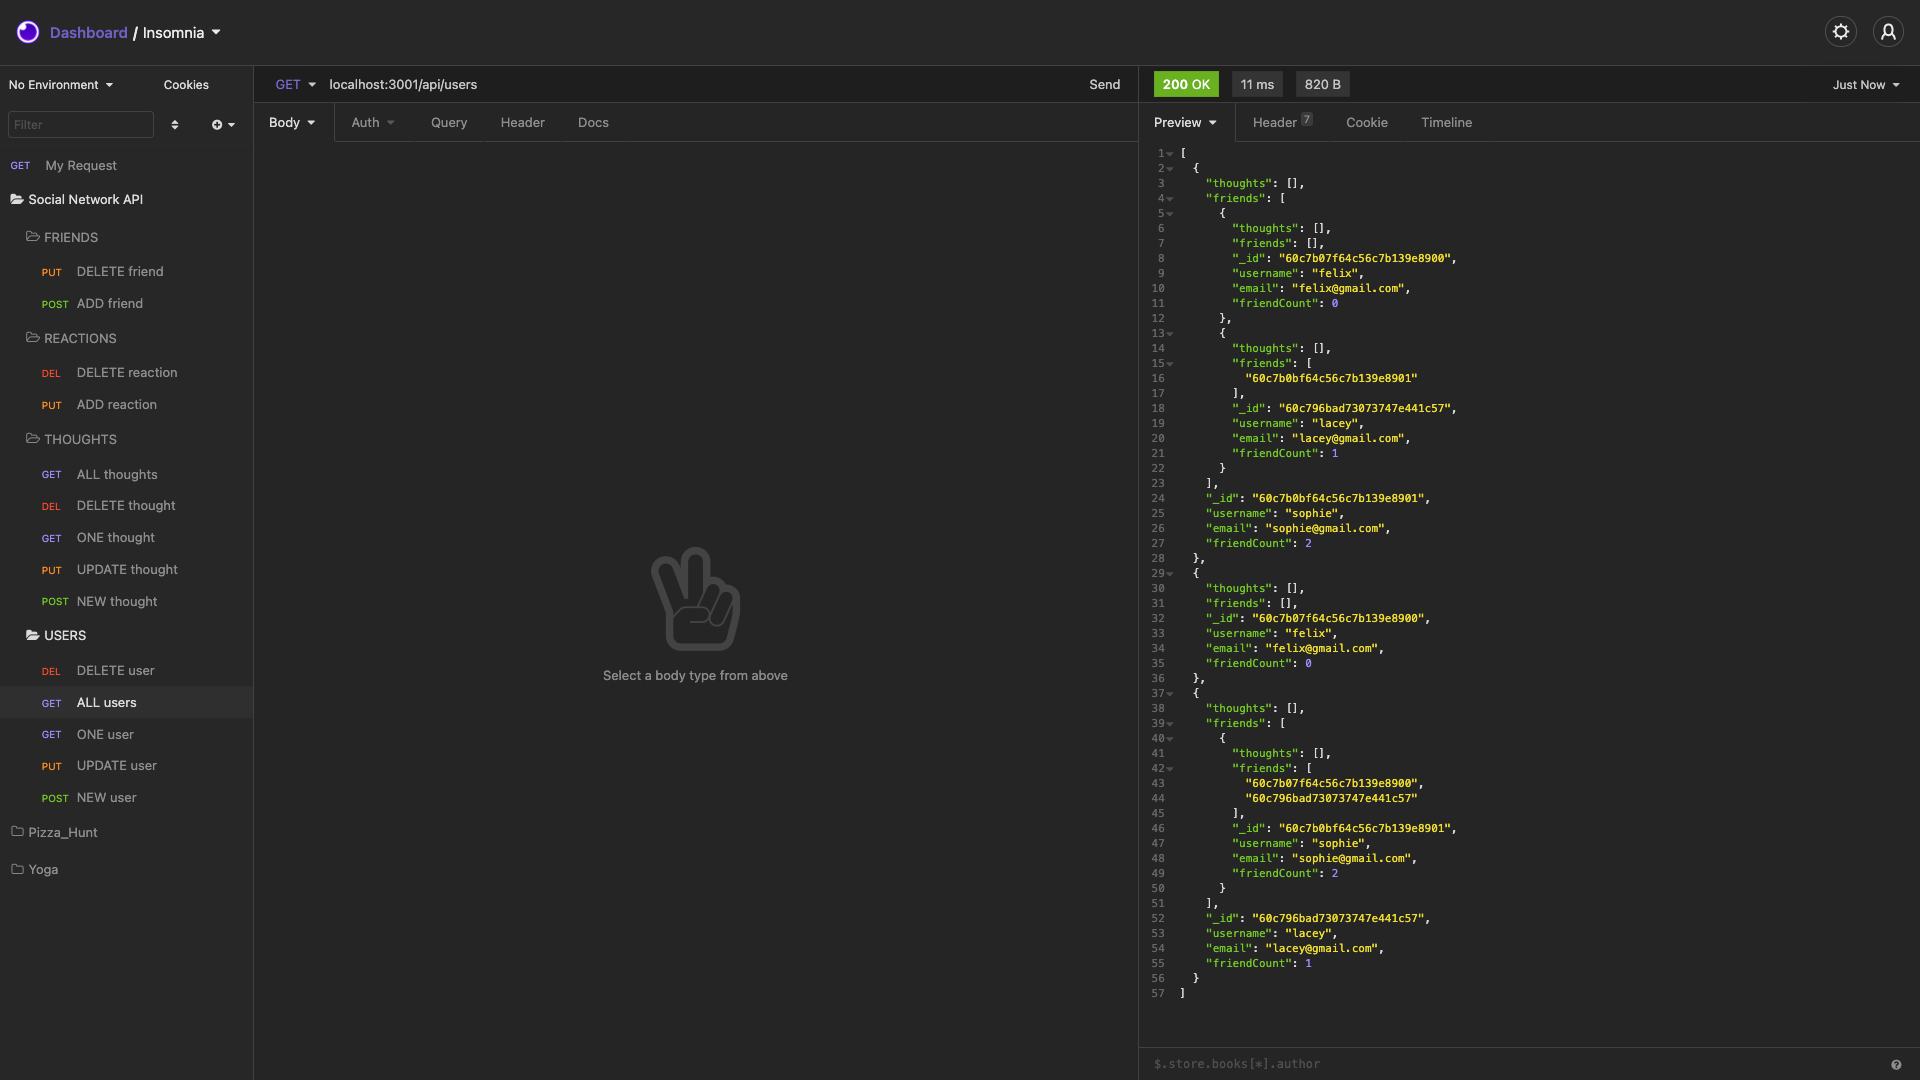 Dashboard / Insomnia
No Environment
Cookies
Filter
GET My Request
Social Network API
FRIENDS
PUT DELETE friend
POST ADD friend
REACTIONS
DEL DELETE reaction
PUT ADD reaction
THOUGHTS
GET ALL thoughts
DEL DELETE thought
GET ONE thought
PUT UPDATE thought
POST NEW thought
USERS
DEL DELETE user
GET ALL users
GET ONE user
PUT UPDATE user
POST NEW user
Pizza_Hunt
Yoga
GET localhost:3001/api/users Send
Body Auth Query Header Docs
Select a body type from above
200 OK 11 ms 820 B Just Now
Preview Header 7 Cookie Timeline
1 [
2 {
3 "thoughts": [],
4 "friends": [
5 {
6 "thoughts": [],
7 "friends": [],
8 "_id": "60c7b07f64c56c7b139e8900",
9 "username": "felix",
10 "email": "felix@gmail.com",
11 "friendCount": 0
12 },
13 {
14 "thoughts": [],
15 "friends": [
16 "60c7b0bf64c56c7b139e8901"
17 ],
18 "_id": "60c796bad73073747e441c57",
19 "username": "lacey",
20 "email": "lacey@gmail.com",
21 "friendCount": 1
22 }
23 ],
24 "_id": "60c7b0bf64c56c7b139e8901",
25 "username": "sophie",
26 "email": "sophie@gmail.com",
27 "friendCount": 2
28 },
29 {
30 "thoughts": [],
31 "friends": [],
32 "_id": "60c7b07f64c56c7b139e8900",
33 "username": "felix",
34 "email": "felix@gmail.com",
35 "friendCount": 0
36 },
37 {
38 "thoughts": [],
39 "friends": [
40 {
41 "thoughts": [],
42 "friends": [
43 "60c7b07f64c56c7b139e8900",
44 "60c796bad73073747e441c57"
45 ],
46 "_id": "60c7b0bf64c56c7b139e8901",
47 "username": "sophie",
48 "email": "sophie@gmail.com",
49 "friendCount": 2
50 }
51 ],
52 "_id": "60c796bad73073747e441c57",
53 "username": "lacey",
54 "email": "lacey@gmail.com",
55 "friendCount": 1
56 }
57 ]
$.store.books[*].author